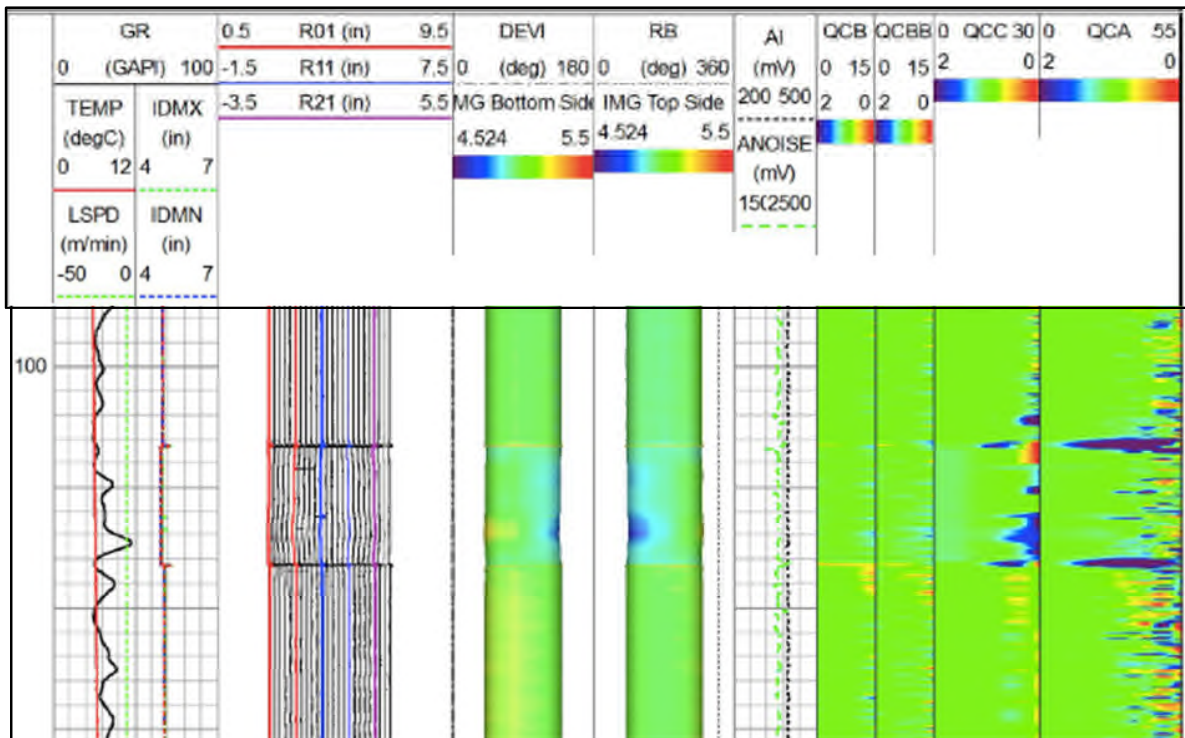 GR
0 (GAPI) 100
TEMP
(degC)
0 12
LSPD
(m/min)
-50 0
IDMX
(in)
4 7
IDMN
(in)
4 7
0.5 R01 (in) 9.5
-1.5 R11 (in) 7.5
-3.5 R21 (in) 5.5
DEVI
0 (deg) 180
MG Bottom Side
4.524 5.5
RB
0 (deg) 360
IMG Top Side
4.524 5.5
AI
(mV)
200 500
ANOISE
(mV)
150 2500
QCB
0 15
2 0
QCBB
0 15
2 0
0 QCC 30
2 0
0 QCA 55
2 0
100